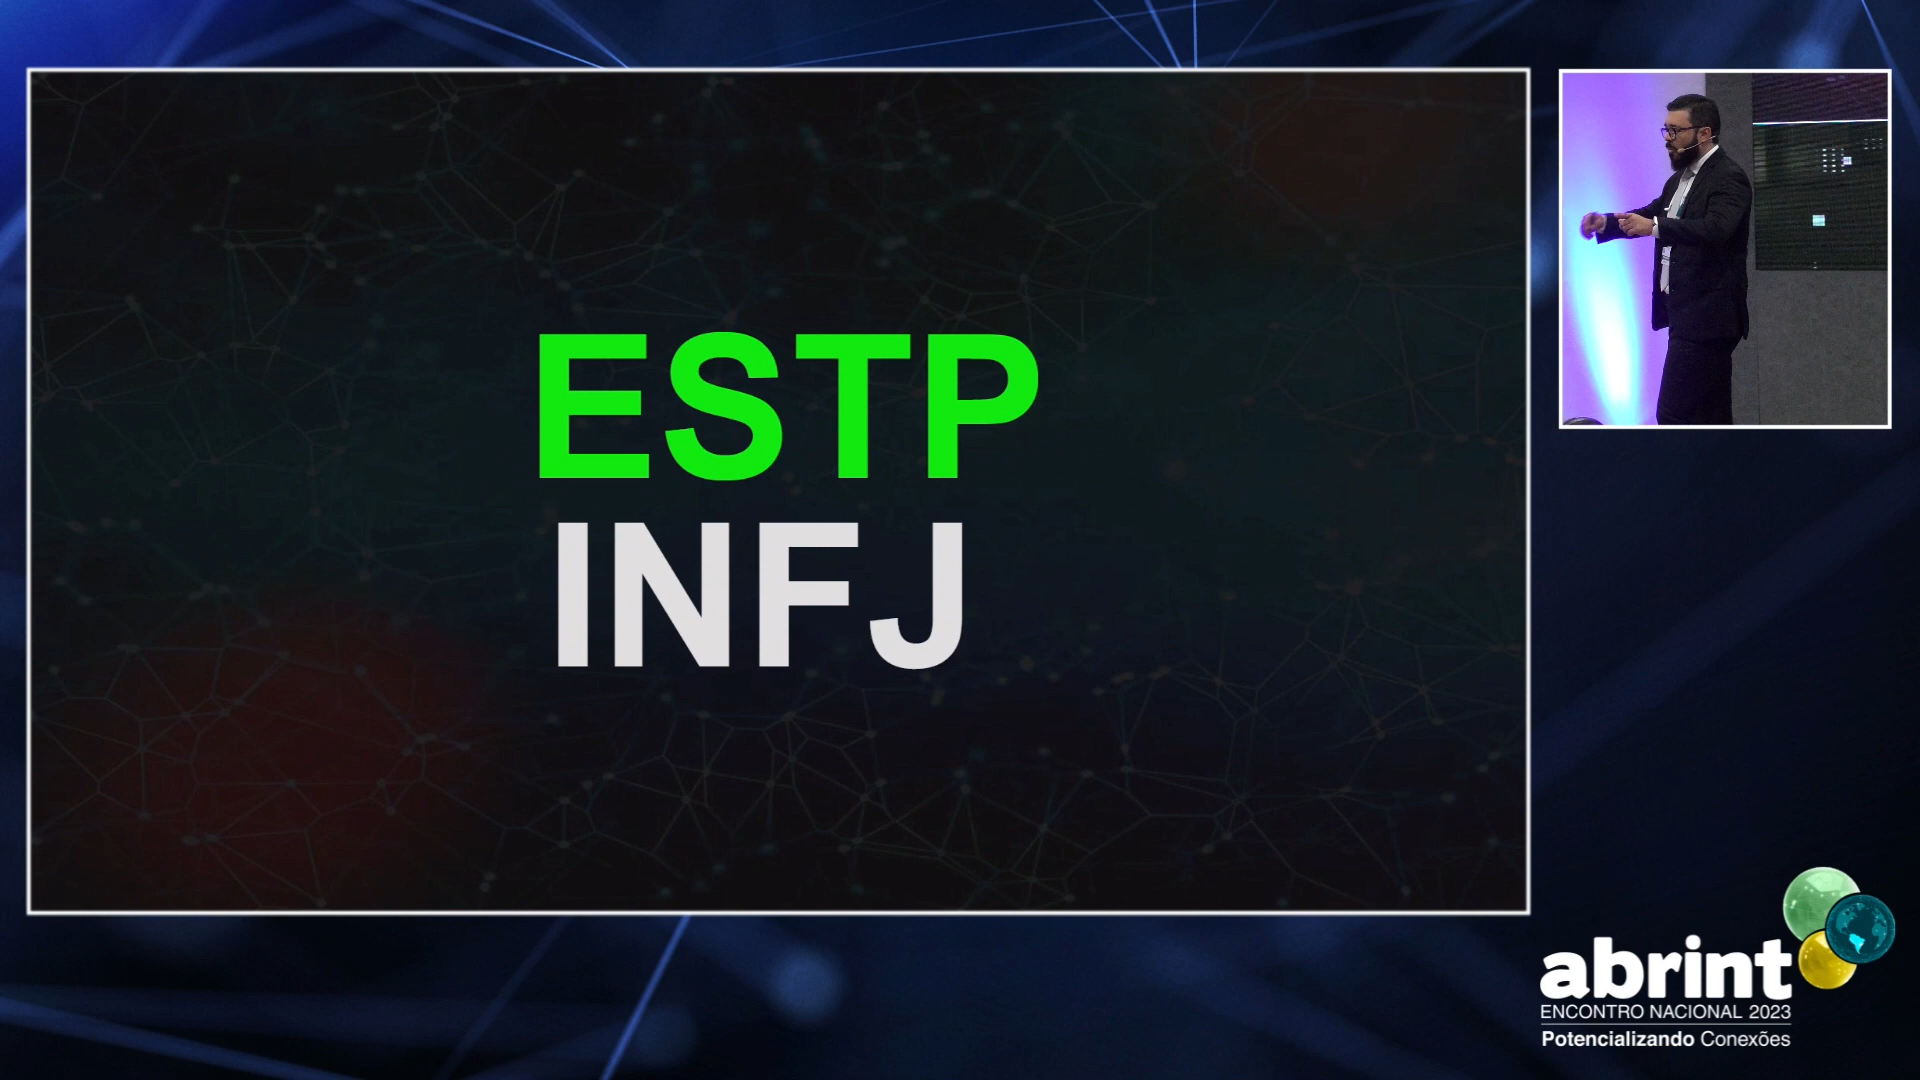 ESTP
INFJ
abrint
ENCONTRO NACIONAL 2023
Potencializando Conexões